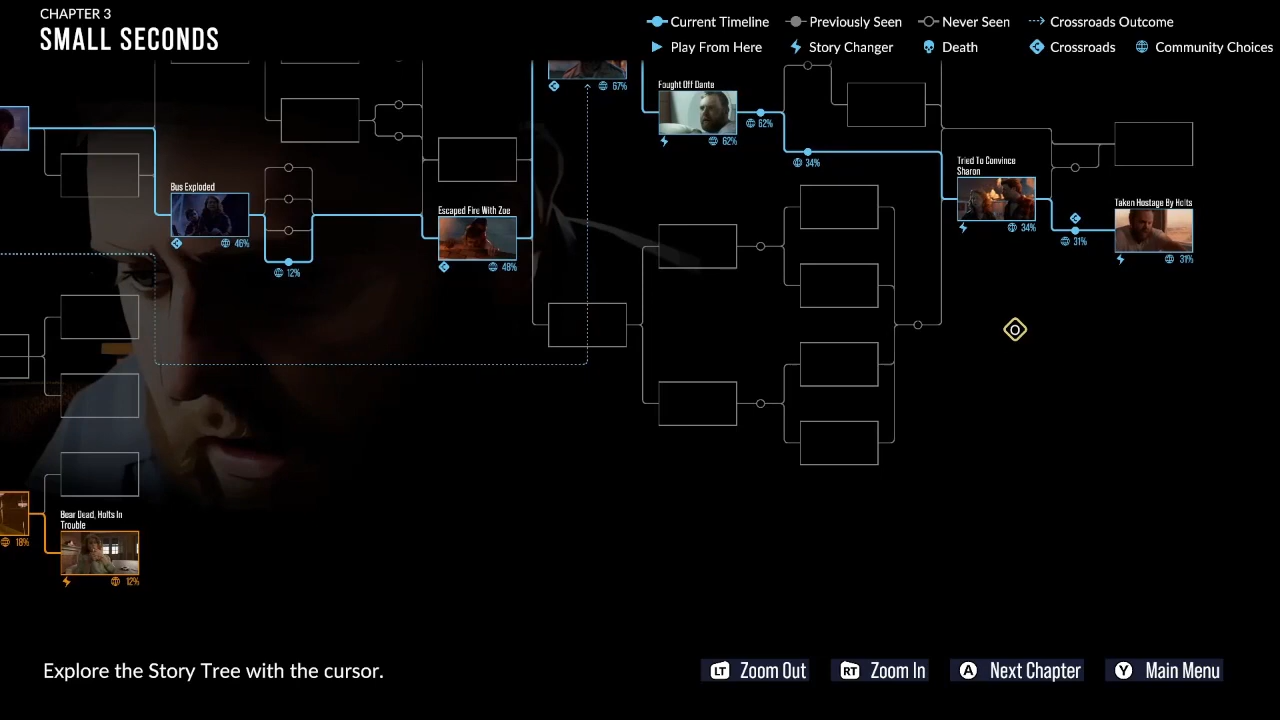 CHAPTER 3
SMALL SECONDS
Current Timeline
Previously Seen
Never Seen
Crossroads Outcome
Play From Here
Story Changer
Death
Crossroads
Community Choices
67%
Fought Off Dante
62%
62%
34%
Tried To Convince
Sharon
34%
Taken Hostage By Holts
31%
31%
Bus Exploded
46%
12%
Escaped Fire With Zoe
48%
18%
Bear Dead, Holts In
Trouble
12%
Explore the Story Tree with the cursor.
LT Zoom Out
RT Zoom In
A Next Chapter
Y Main Menu